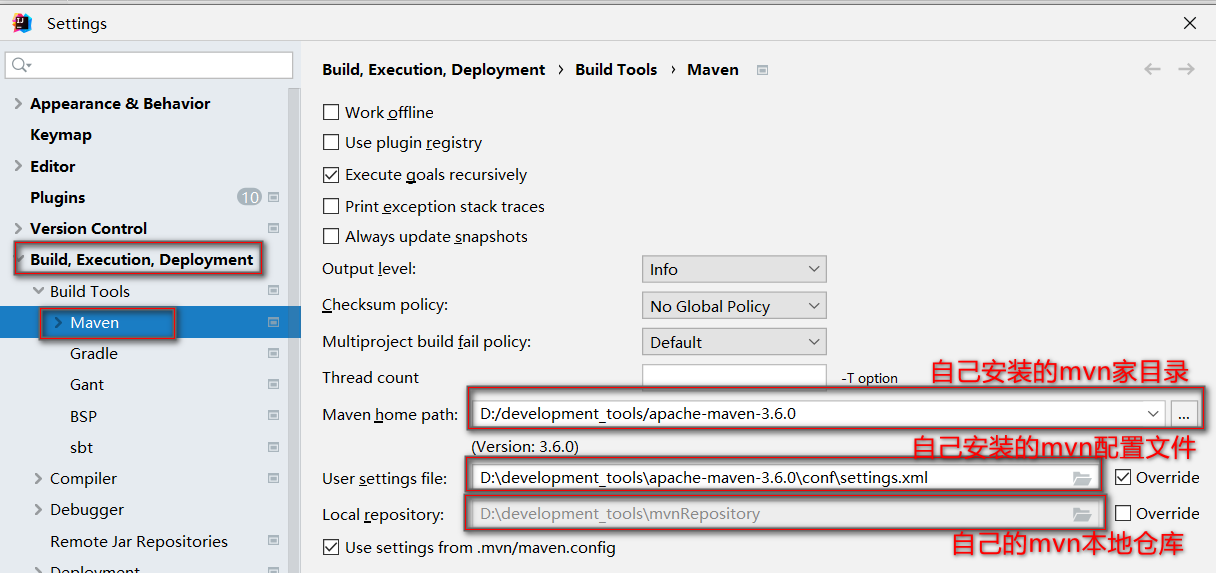 Settings
Build, Execution, Deployment › Build Tools › Maven
Appearance & Behavior
Keymap
Editor
Plugins 10
Version Control
Build, Execution, Deployment
Build Tools
Maven
Gradle
Gant
BSP
sbt
Compiler
Debugger
Remote Jar Repositories
Deployment
Work offline
Use plugin registry
Execute goals recursively
Print exception stack traces
Always update snapshots
Output level: Info
Checksum policy: No Global Policy
Multiproject build fail policy: Default
Thread count -T option
自己安装的mvn家目录
Maven home path: D:/development_tools/apache-maven-3.6.0 ...
(Version: 3.6.0)
自己安装的mvn配置文件
User settings file: D:\development_tools\apache-maven-3.6.0\conf\settings.xml Override
Local repository: D:\development_tools\mvnRepository Override
自己的mvn本地仓库
Use settings from .mvn/maven.config